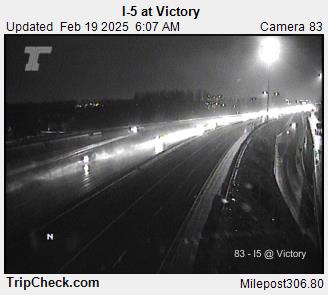 I-5 at Victory
Updated Feb 19 2025 6:07 AM Camera 83
T
N
83 - I5 @ Victory
TripCheck.com Milepost306.80